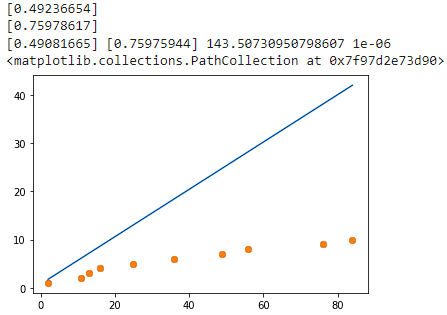 [0.49236654]
[0.75978617]
[0.49081665] [0.75975944] 143.50730950798607 1e-06
<matplotlib.collections.PathCollection at 0x7f97d2e73d90>
40
30
20
10
0
0 20 40 60 80